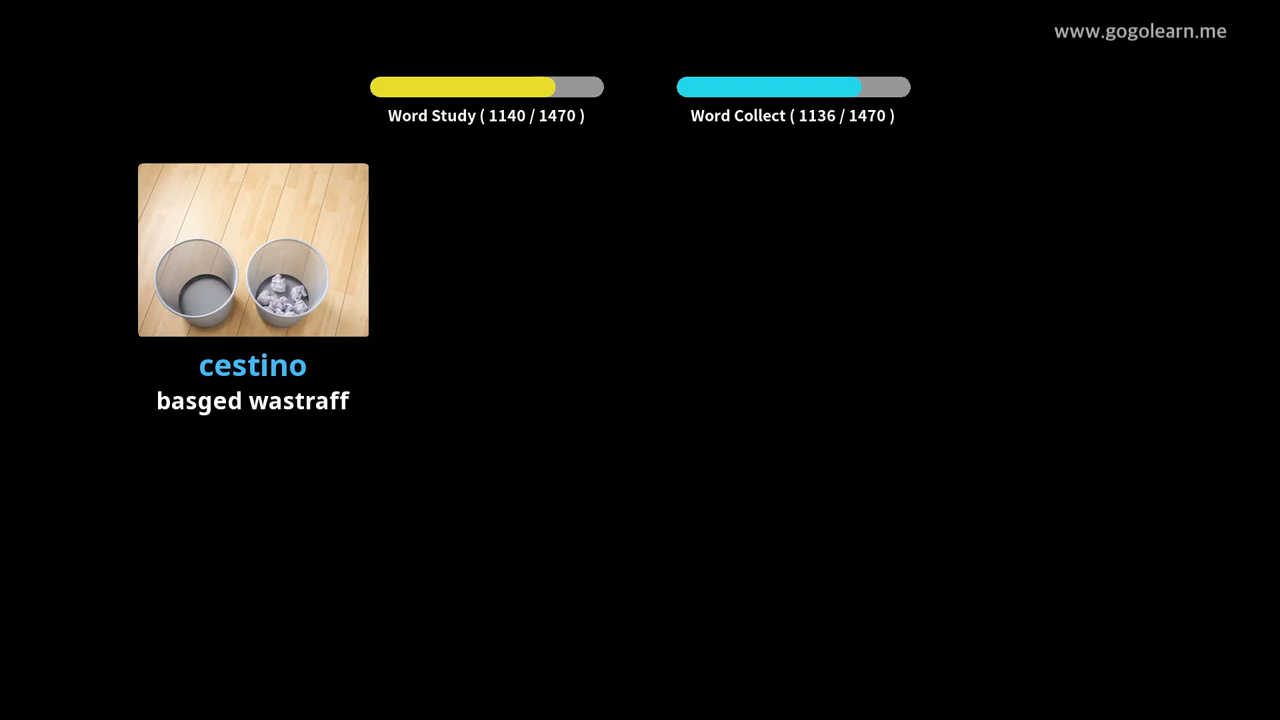 www.gogolearn.me
Word Study ( 1140 / 1470 )
Word Collect ( 1136 / 1470 )
cestino
basged wastraff